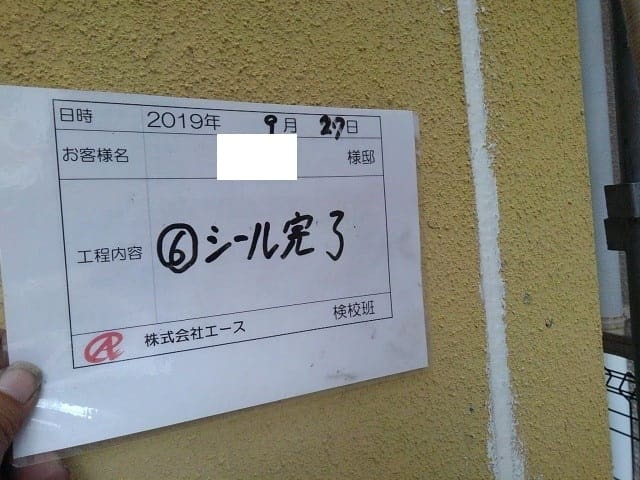 日時 2019年 9月 27日
お客様名 様邸
工程内容 ⑥シール完了
株式会社エース 検校班